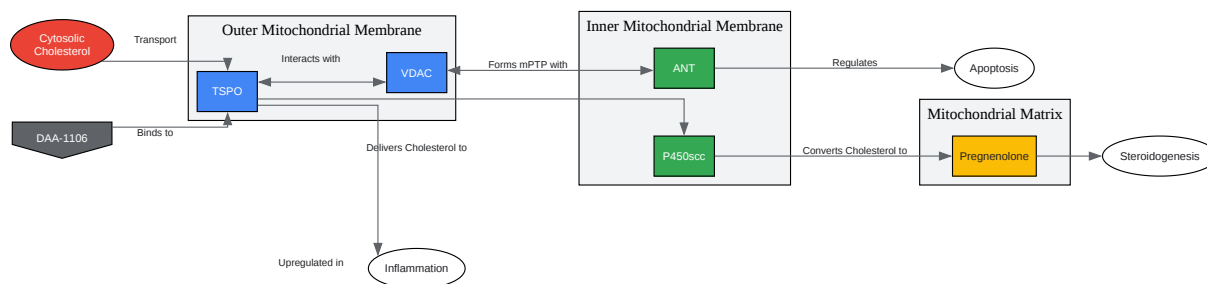 Outer Mitochondrial Membrane
Inner Mitochondrial Membrane
Cytosolic
Cholesterol
Transport
Interacts with
VDAC
Forms mPTP with
ANT
Regulates
Apoptosis
TSPO
Mitochondrial Matrix
DAA-1106
Binds to
Delivers Cholesterol to
P450scc
Converts Cholesterol to
Pregnenolone
Steroidogenesis
Upregulated in
Inflammation